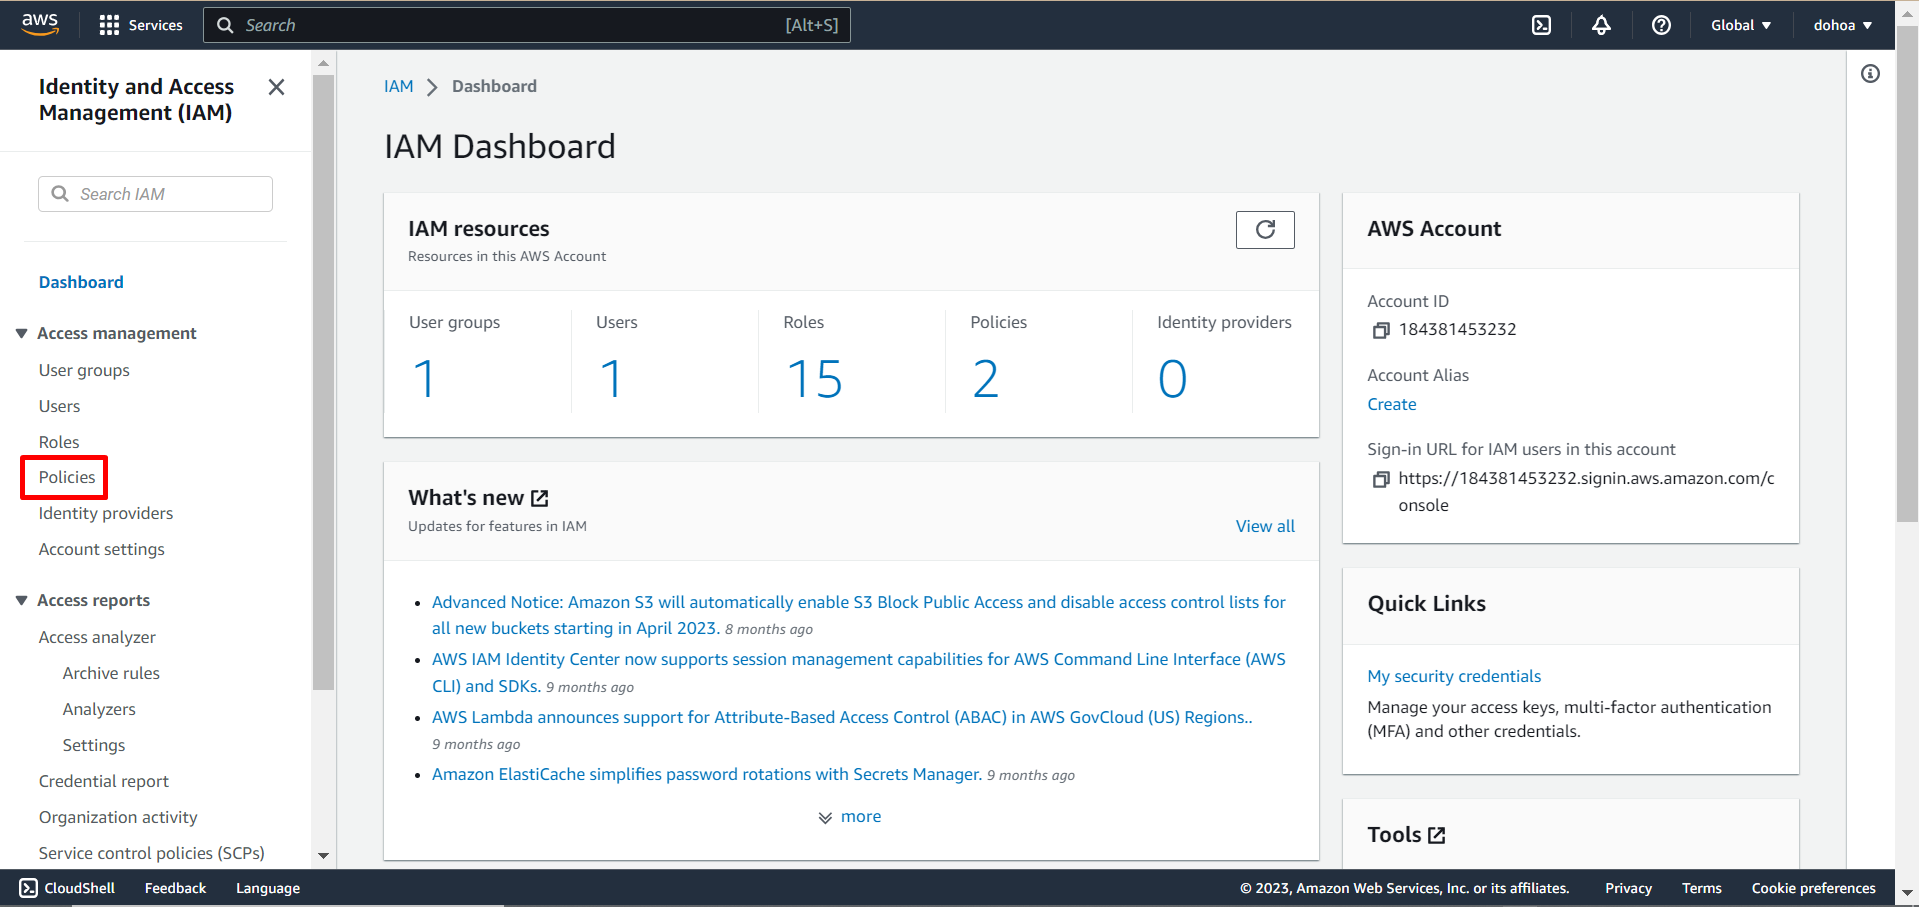 aws
Services
Search
[Alt+S]
Global
dohoa
Identity and Access
Management (IAM)
Search IAM
Dashboard
Access management
User groups
Users
Roles
Policies
Identity providers
Account settings
Access reports
Access analyzer
Archive rules
Analyzers
Settings
Credential report
Organization activity
Service control policies (SCPs)
IAM
Dashboard
IAM Dashboard
IAM resources
Resources in this AWS Account
User groups
1
Users
1
Roles
15
Policies
2
Identity providers
0
What's new
Updates for features in IAM
View all
Advanced Notice: Amazon S3 will automatically enable S3 Block Public Access and disable access control lists for
all new buckets starting in April 2023. 8 months ago
AWS IAM Identity Center now supports session management capabilities for AWS Command Line Interface (AWS
CLI) and SDKs. 9 months ago
AWS Lambda announces support for Attribute-Based Access Control (ABAC) in AWS GovCloud (US) Regions..
9 months ago
Amazon ElastiCache simplifies password rotations with Secrets Manager. 9 months ago
more
AWS Account
Account ID
184381453232
Account Alias
Create
Sign-in URL for IAM users in this account
https://184381453232.signin.aws.amazon.com/c
onsole
Quick Links
My security credentials
Manage your access keys, multi-factor authentication
(MFA) and other credentials.
Tools
CloudShell
Feedback
Language
© 2023, Amazon Web Services, Inc. or its affiliates.
Privacy
Terms
Cookie preferences